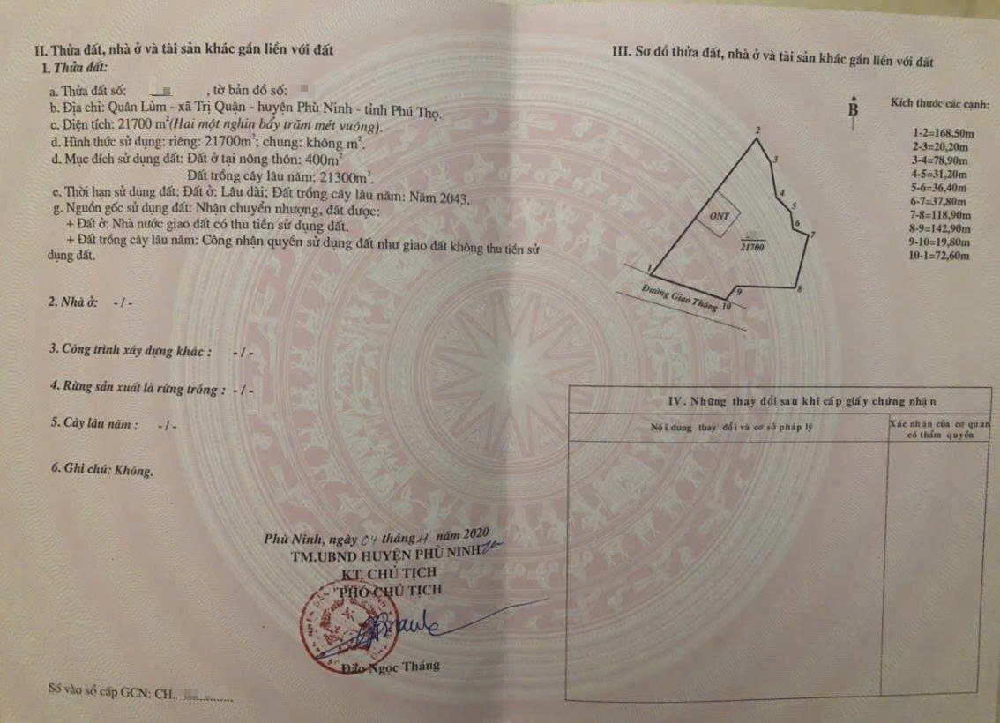 II. Thửa đất, nhà ở và tài sản khác gắn liền với đất
1. Thửa đất:
a. Thửa đất số: , tờ bản đồ số:
b. Địa chỉ: Quân Lủm - xã Trị Quận - huyện Phù Ninh - tỉnh Phú Thọ.
c. Diện tích: 21700 m²(Hai một nghìn bẩy trăm mét vuông).
d. Hình thức sử dụng: riêng: 21700m²; chung: không m².
đ. Mục đích sử dụng đất: Đất ở tại nông thôn: 400m²
Đất trồng cây lâu năm: 21300m².
e. Thời hạn sử dụng đất: Đất ở: Lâu dài; Đất trồng cây lâu năm: Năm 2043.
g. Nguồn gốc sử dụng đất: Nhận chuyển nhượng, đất được:
+ Đất ở: Nhà nước giao đất có thu tiền sử dụng đất.
+ Đất trồng cây lâu năm: Công nhận quyền sử dụng đất như giao đất không thu tiền sử
dụng đất.
2. Nhà ở: - / -
3. Công trình xây dựng khác : - / -
4. Rừng sản xuất là rừng trồng : - / -
5. Cây lâu năm : - / -
6. Ghi chú: Không.
Phù Ninh, ngày 04 tháng 11 năm 2020
TM.UBND HUYỆN PHÙ NINH
KT. CHỦ TỊCH
PHÓ CHỦ TỊCH
Đào Ngọc Thắng
Số vào sổ cấp GCN: CH..
III. Sơ đồ thửa đất, nhà ở và tài sản khác gắn liền với đất
B
Kích thước các cạnh:
1-2=168,50m
2-3=20,20m
3-4=78,90m
4-5=31,20m
5-6=36,40m
6-7=37,80m
7-8=118,90m
8-9=142,90m
9-10=19,80m
10-1=72,60m
2
3
4
5
6
7
ONT
21700
1
9
8
Đường Giao Thông 10
IV. Những thay đổi sau khi cấp giấy chứng nhận
Nội dung thay đổi và cơ sở pháp lý
Xác nhận của cơ quan
có thẩm quyền